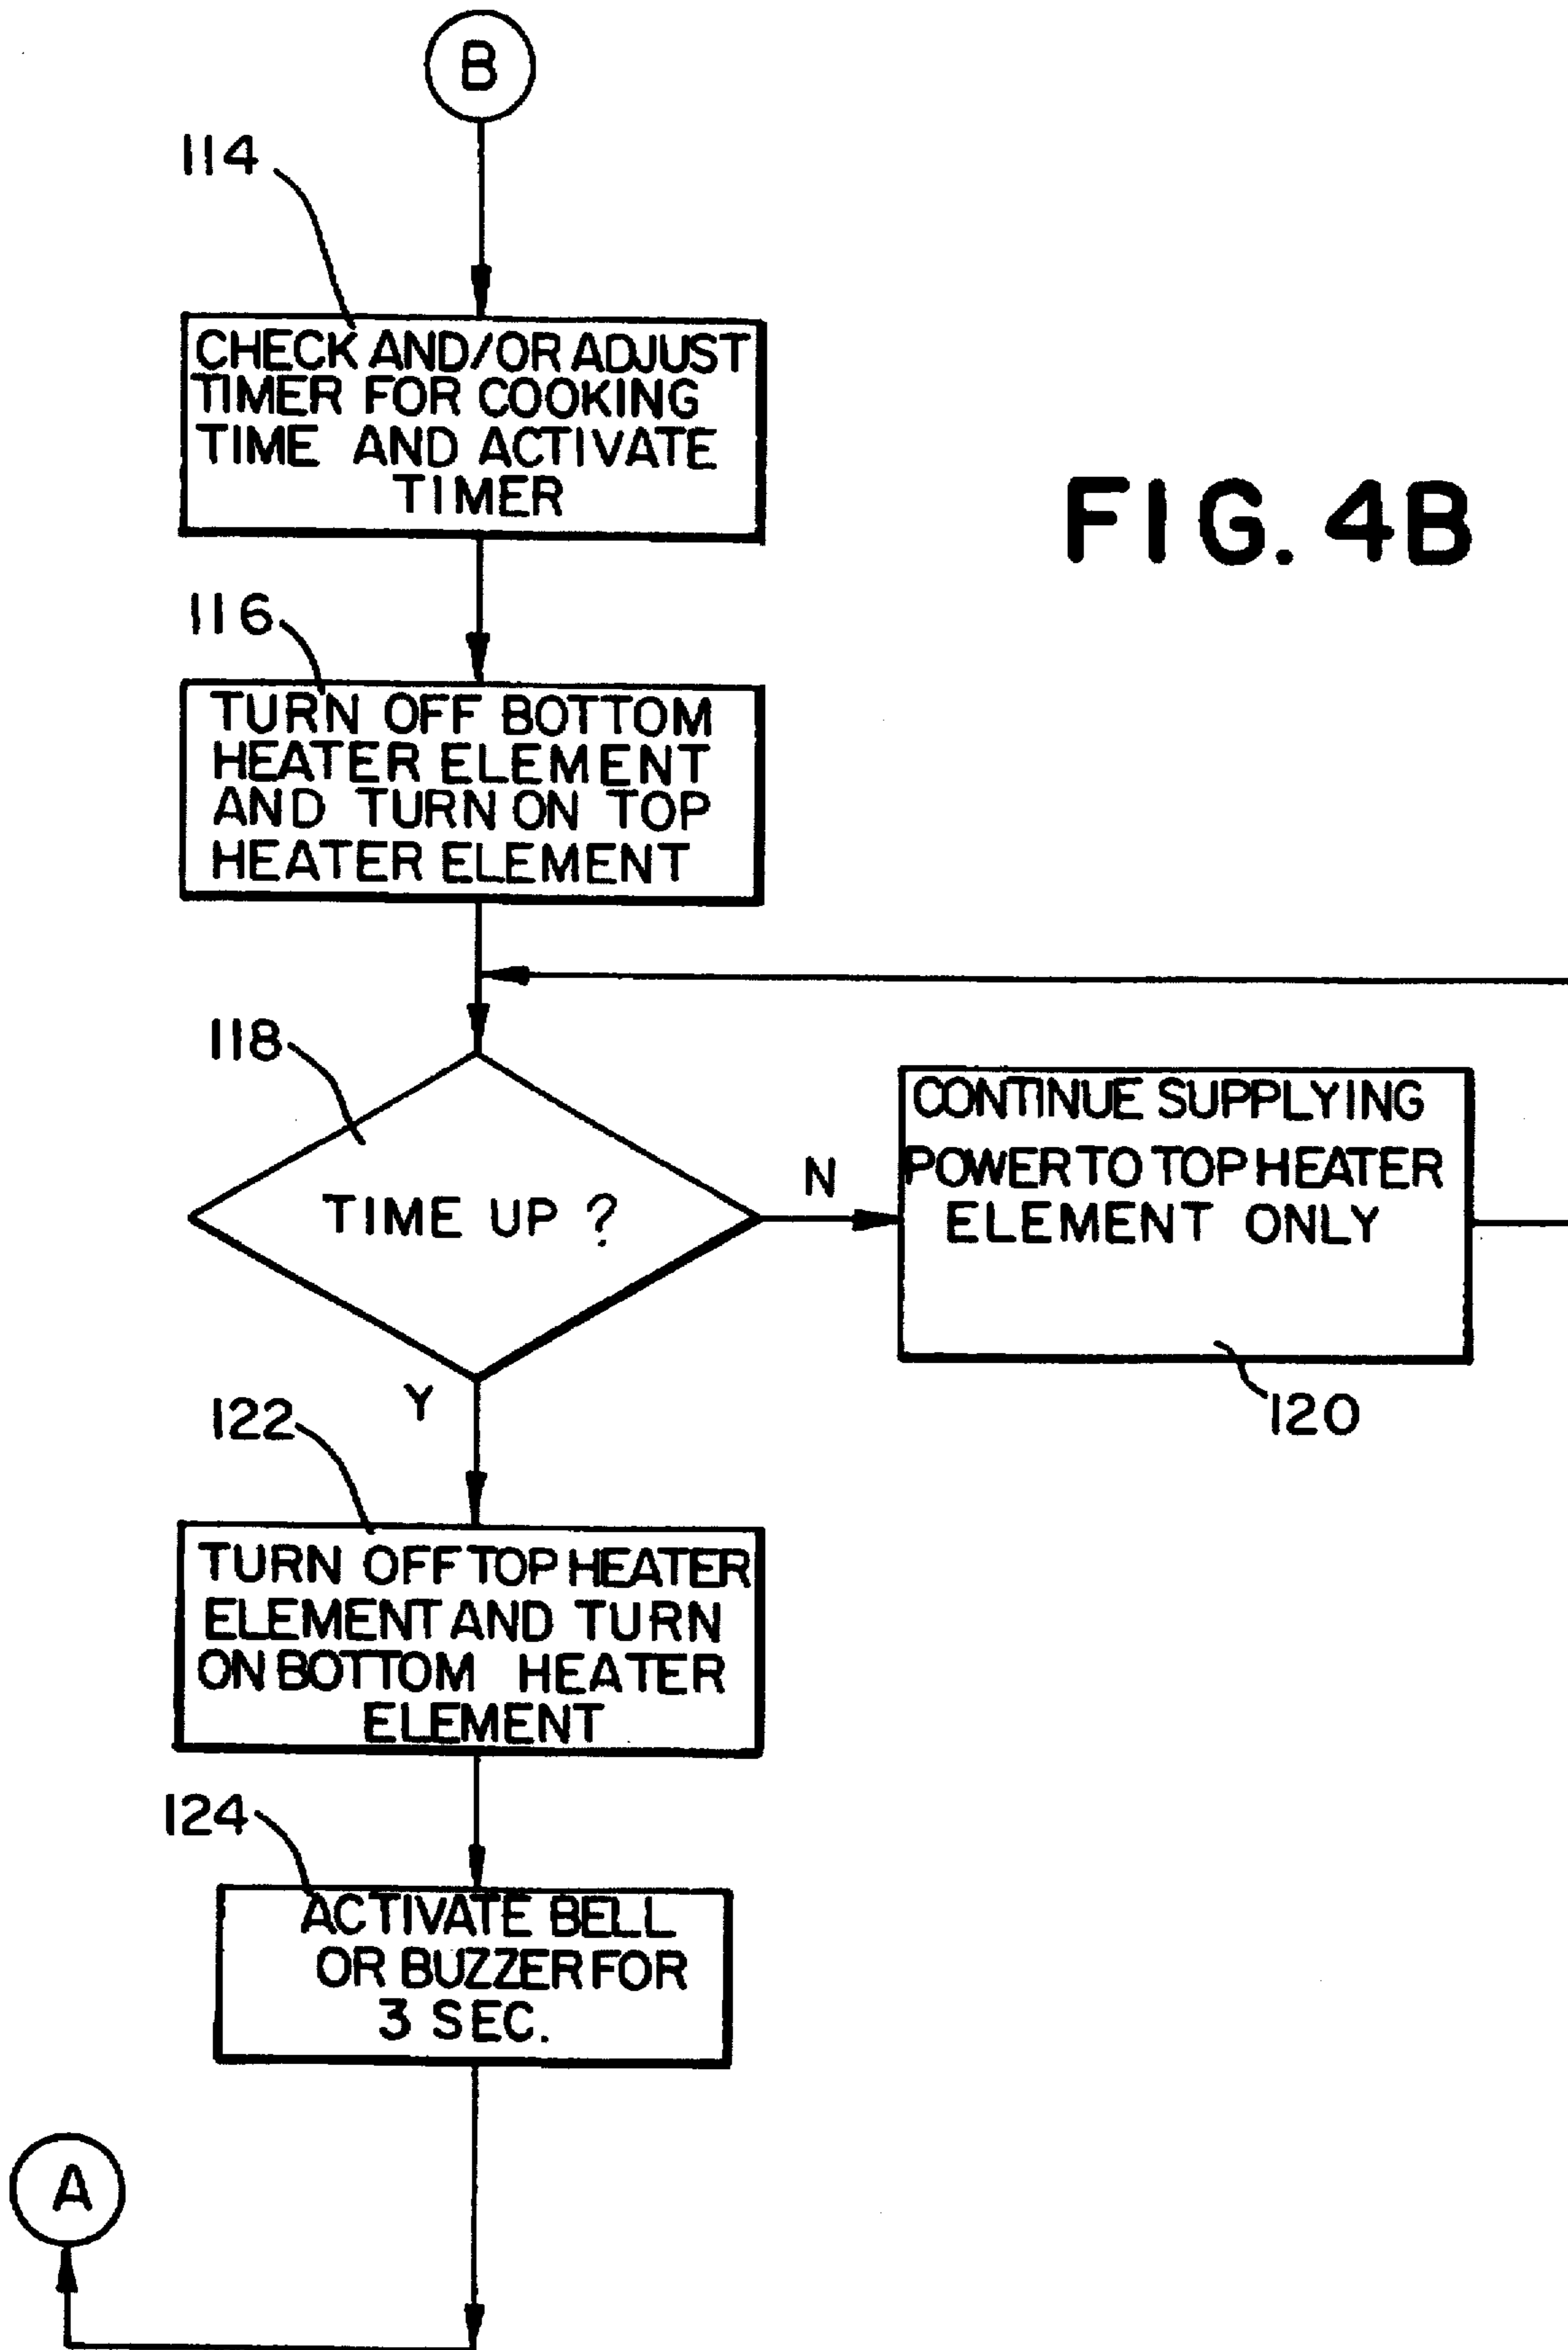 B
114
CHECK AND/OR ADJUST
TIMER FOR COOKING
TIME AND ACTIVATE
TIMER
FIG. 4B
116
TURN OFF BOTTOM
HEATER ELEMENT
AND TURN ON TOP
HEATER ELEMENT
118
TIME UP ?
N
CONTINUE SUPPLYING
POWER TO TOP HEATER
ELEMENT ONLY
120
Y
122
TURN OFF TOP HEATER
ELEMENT AND TURN
ON BOTTOM HEATER
ELEMENT
124
ACTIVATE BELL
OR BUZZER FOR
3 SEC.
A